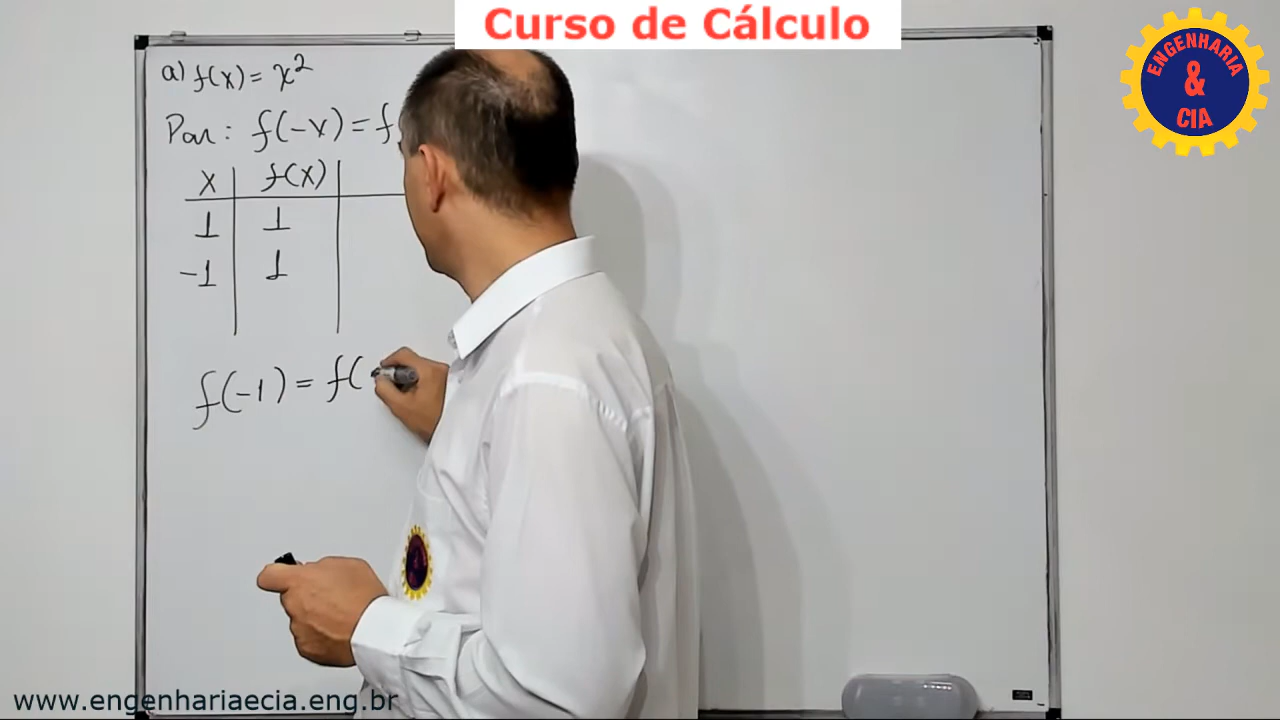 Curso de Cálculo
ENGENHARIA
&
CIA
a) f(x) = x²
Par: f(-x) = f
x f(x)
1 1
-1 1
f(-1) = f(
www.engenhariaecia.eng.br